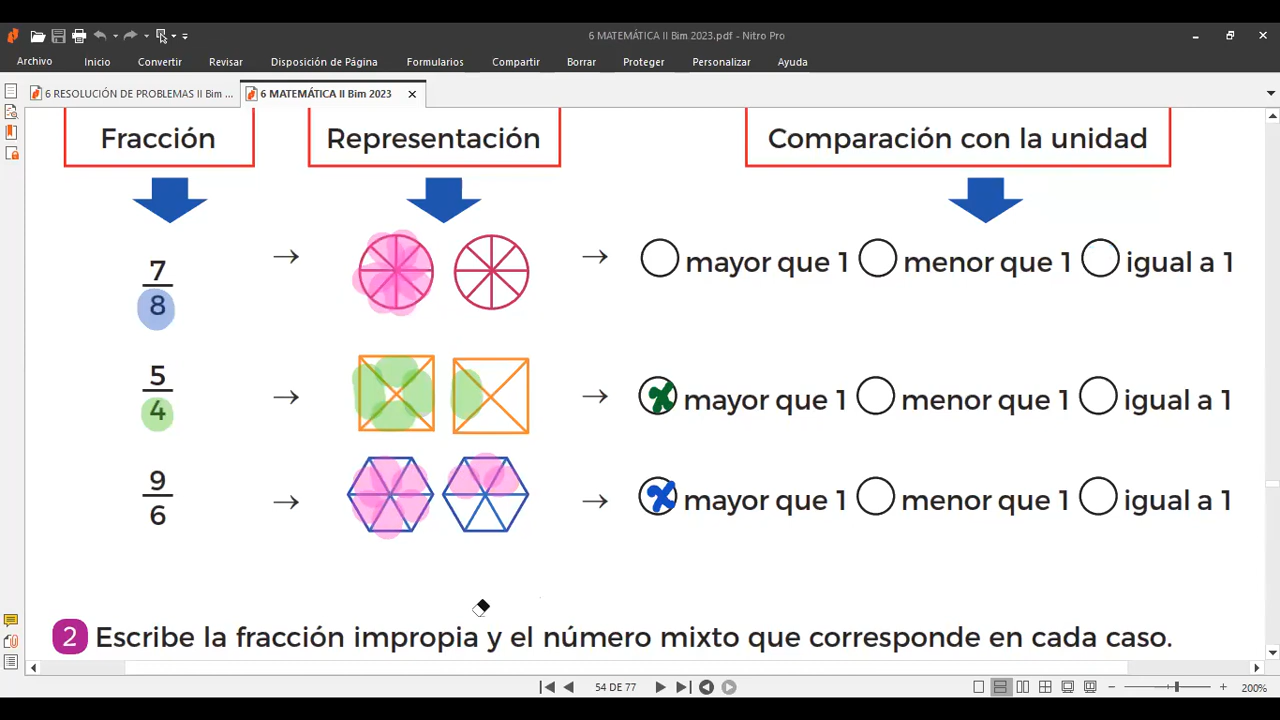 6 MATEMÁTICA II Bim 2023.pdf - Nitro Pro
Archivo Inicio Convertir Revisar Disposición de Página Formularios Compartir Borrar Proteger Personalizar Ayuda
6 RESOLUCIÓN DE PROBLEMAS II Bim ... 6 MATEMÁTICA II Bim 2023
Fracción Representación Comparación con la unidad
7/8 → → mayor que 1 menor que 1 igual a 1
5/4 → → x mayor que 1 menor que 1 igual a 1
9/6 → → x mayor que 1 menor que 1 igual a 1
2 Escribe la fracción impropia y el número mixto que corresponde en cada caso.
54 DE 77 200%